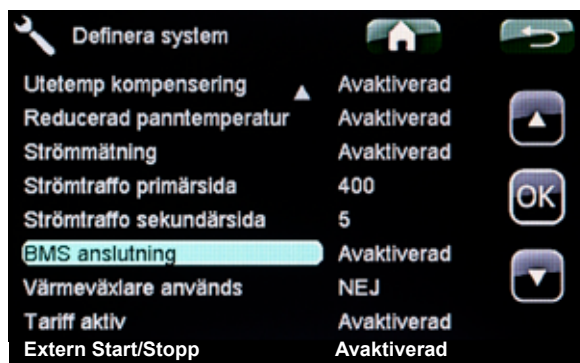 Definera system
Utetemp kompensering Avaktiverad
Reducerad panntemperatur Avaktiverad
Strömmätning Avaktiverad
Strömtraffo primärsida 400
Strömtraffo sekundärsida 5
OK
BMS anslutning Avaktiverad
Värmeväxlare används NEJ
Tariff aktiv Avaktiverad
Extern Start/Stopp Avaktiverad